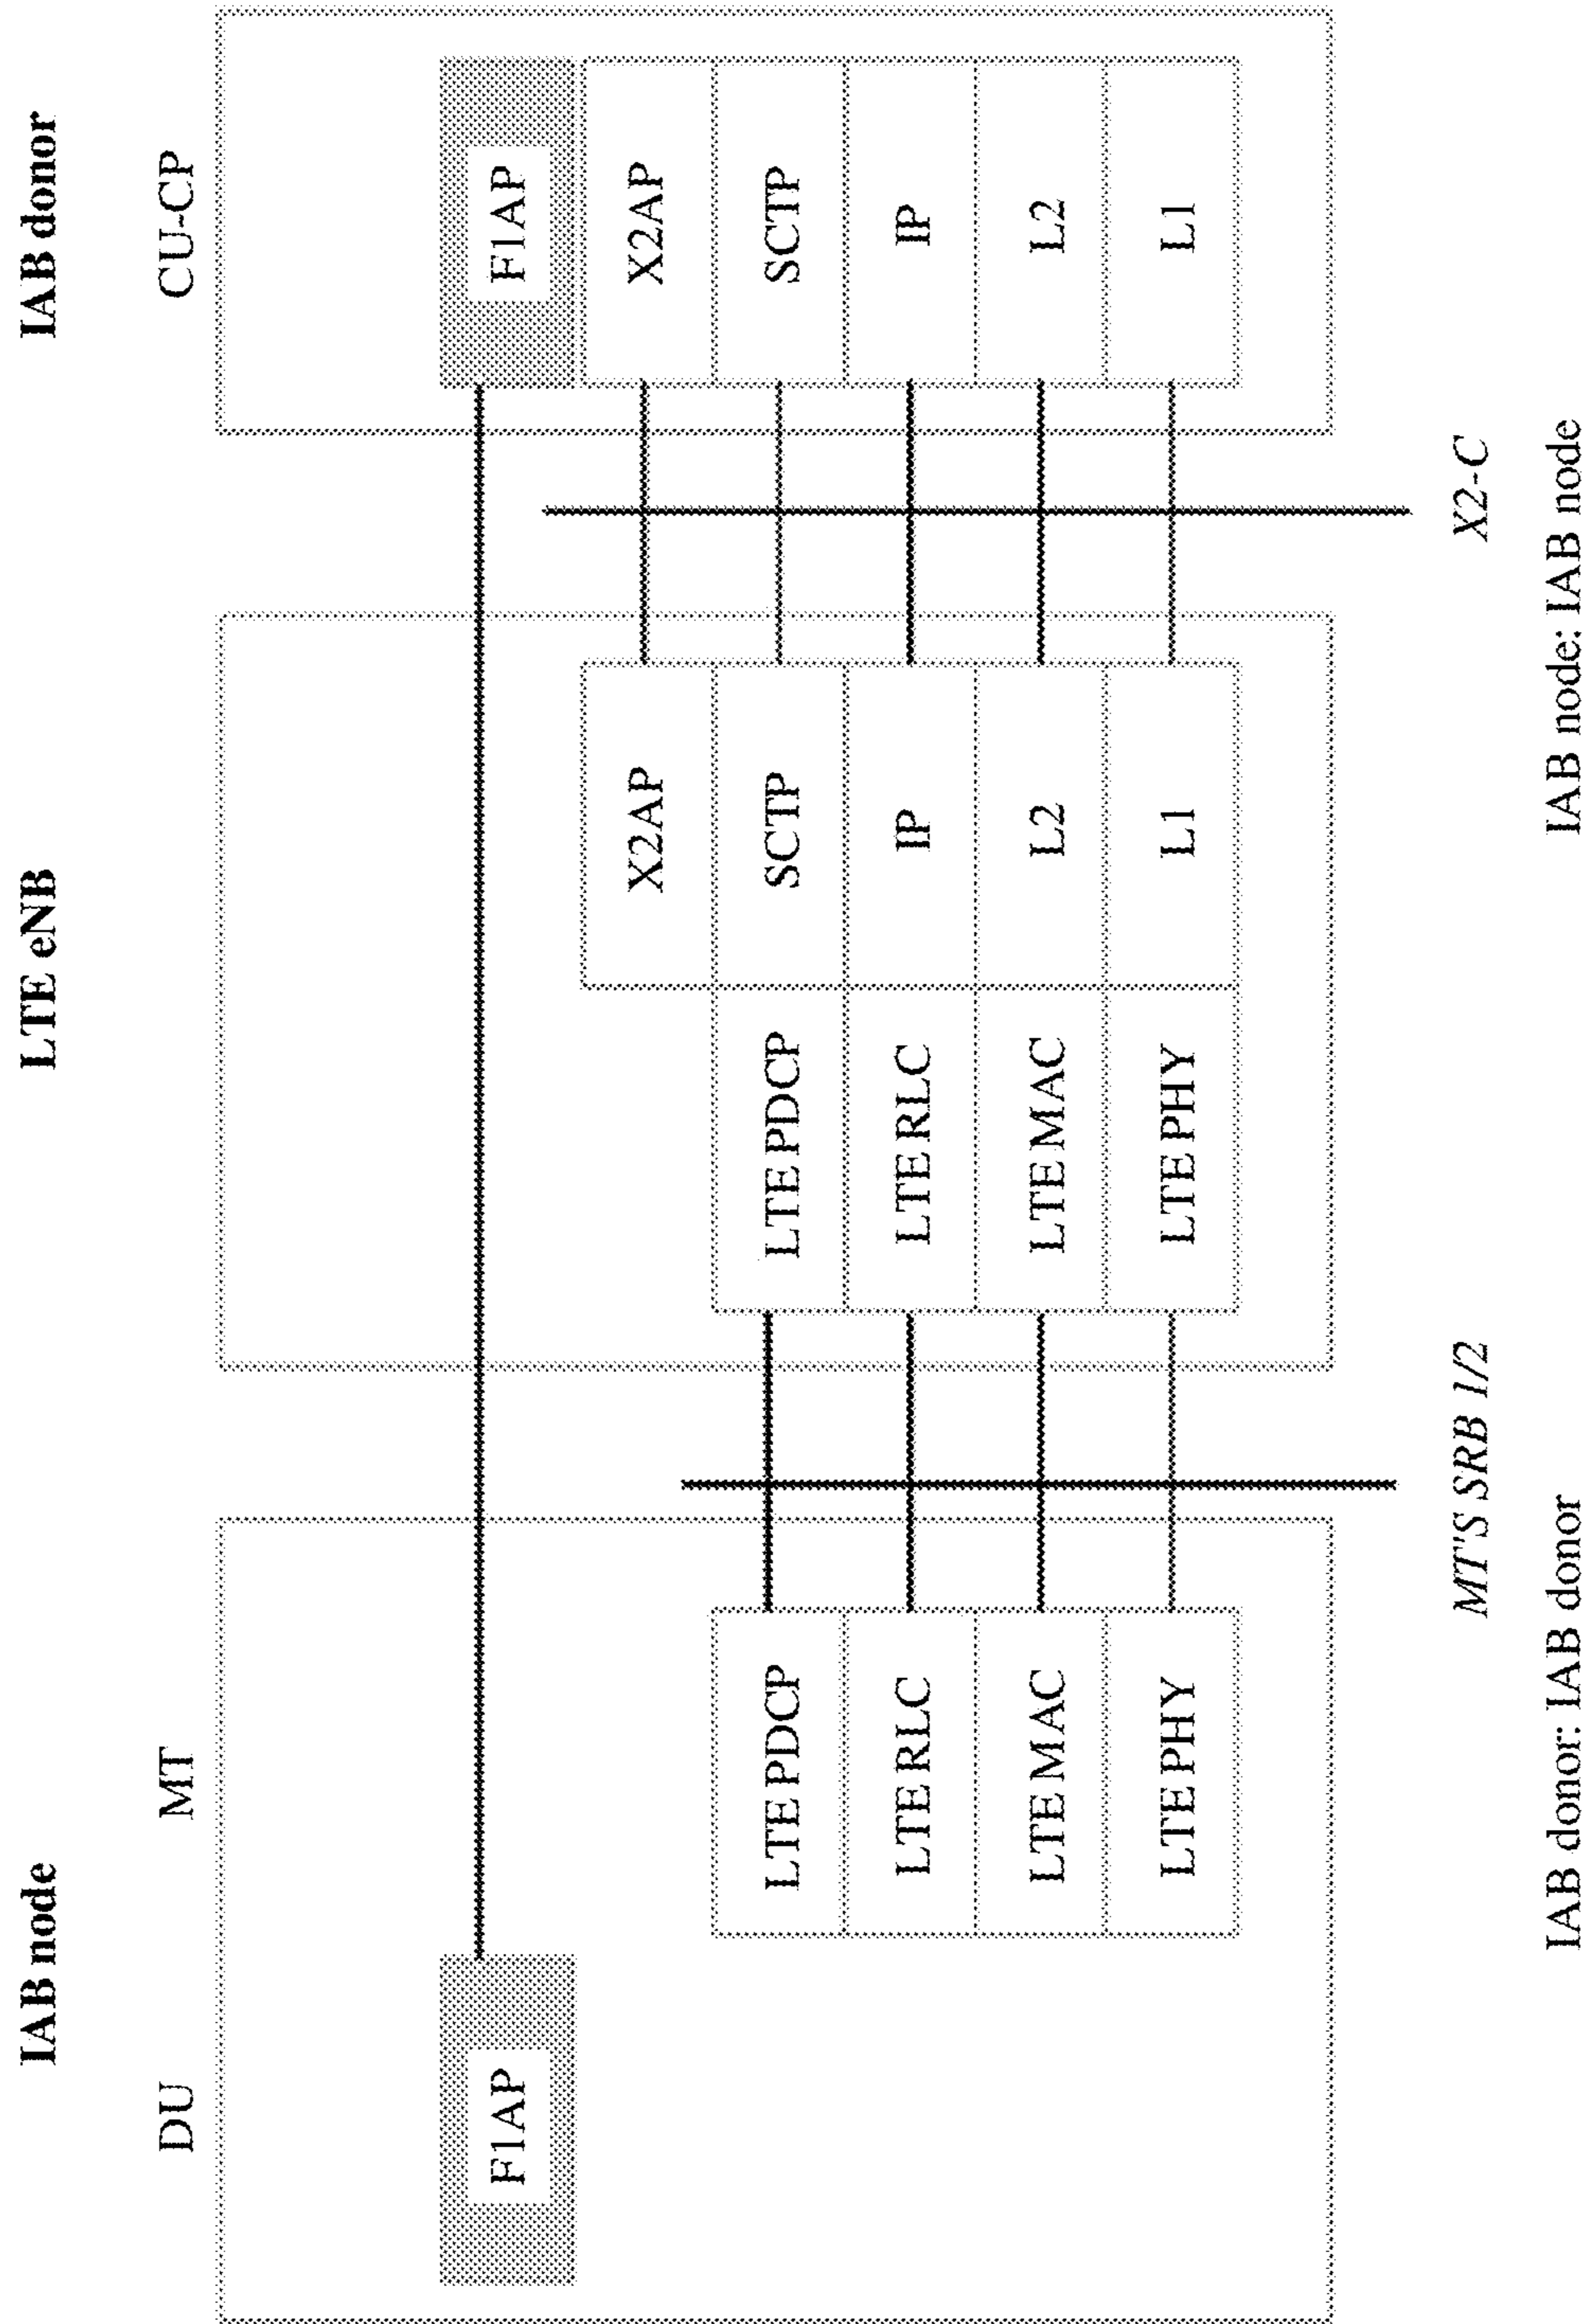 IAB node
LTE eNB
IAB donor
DU
MT
CU-CP
F1AP
F1AP
X2AP
X2AP
LTE PDCP
LTE PDCP
SCTP
SCTP
LTE RLC
LTE RLC
IP
IP
LTE MAC
LTE MAC
L2
L2
LTE PHY
LTE PHY
L1
L1
MT'S SRB 1/2
X2-C
IAB donor: IAB donor
IAB node: IAB node